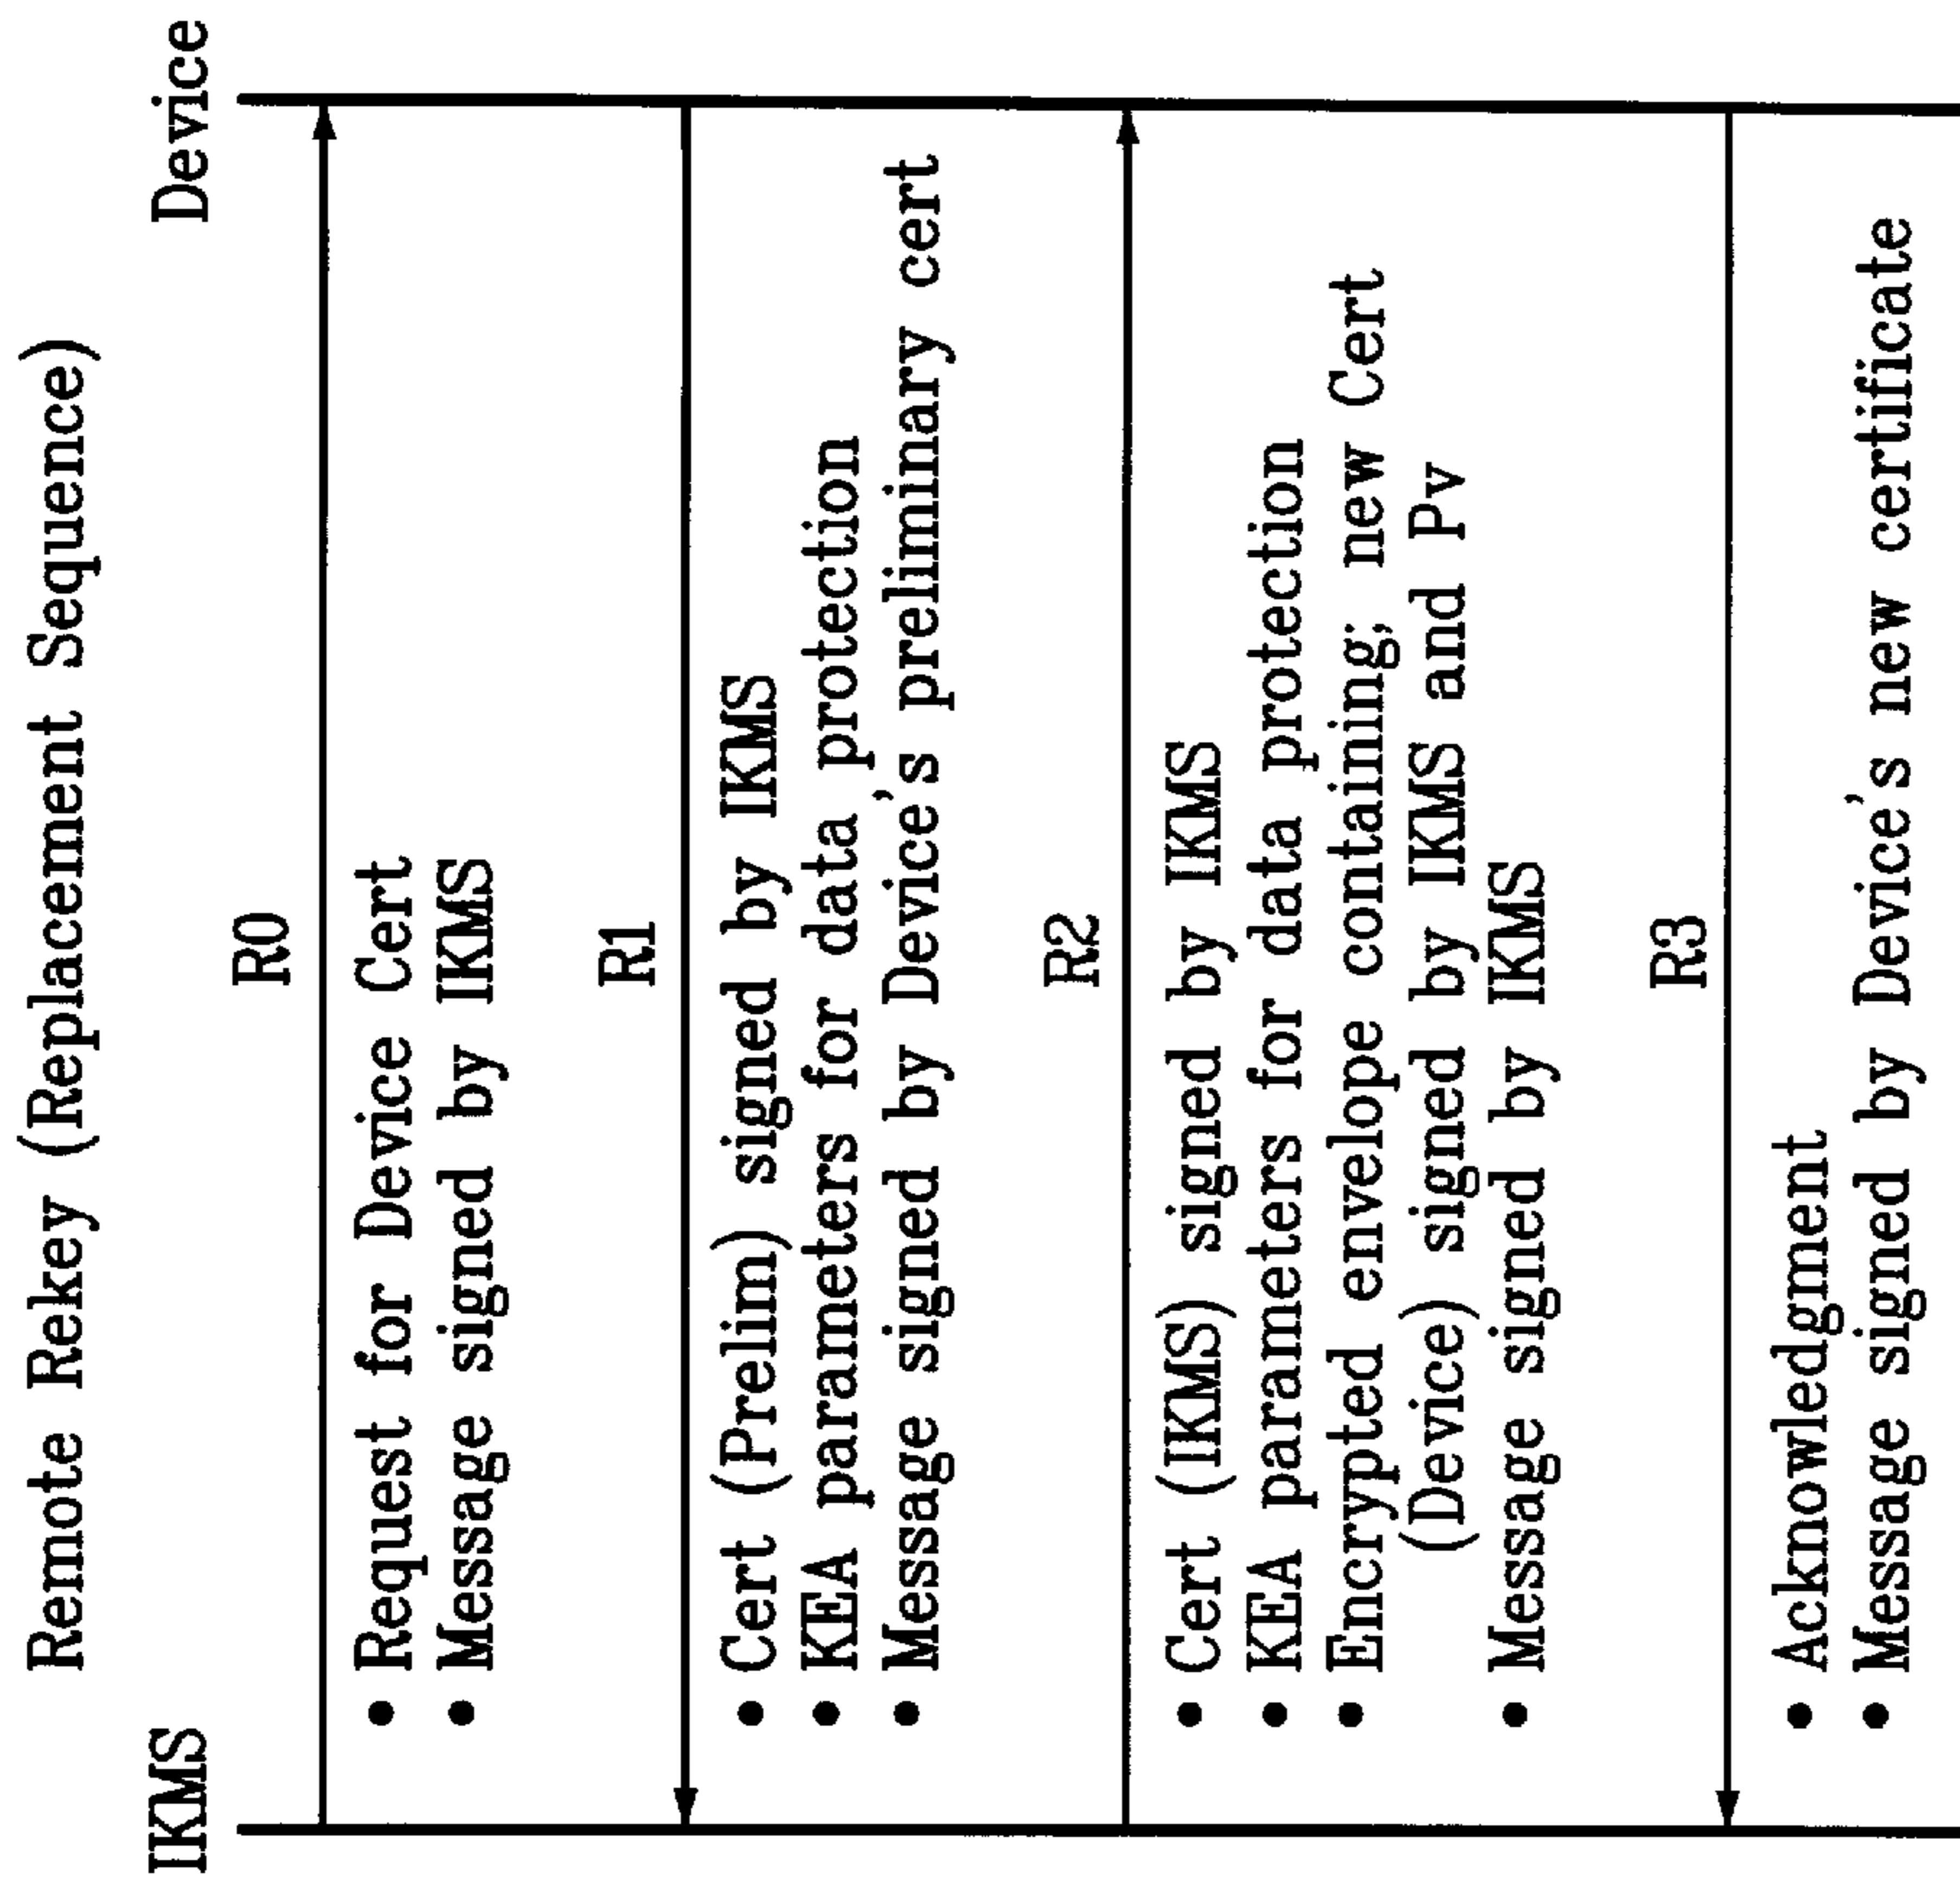 Remote Rekey (Replacement Sequence)
IKMS
Device
R0
• Request for Device Cert
• Message signed by IKMS
R1
• Cert (Prelim) signed by IKMS
• KEA parameters for data protection
• Message signed by Device's preliminary cert
R2
• Cert (IKMS) signed by IKMS
• KEA parameters for data protection
• Encrypted envelope containing; new Cert
(Device) signed by IKMS and Pv
• Message signed by IKMS
R3
• Acknowledgment
• Message signed by Device's new certificate